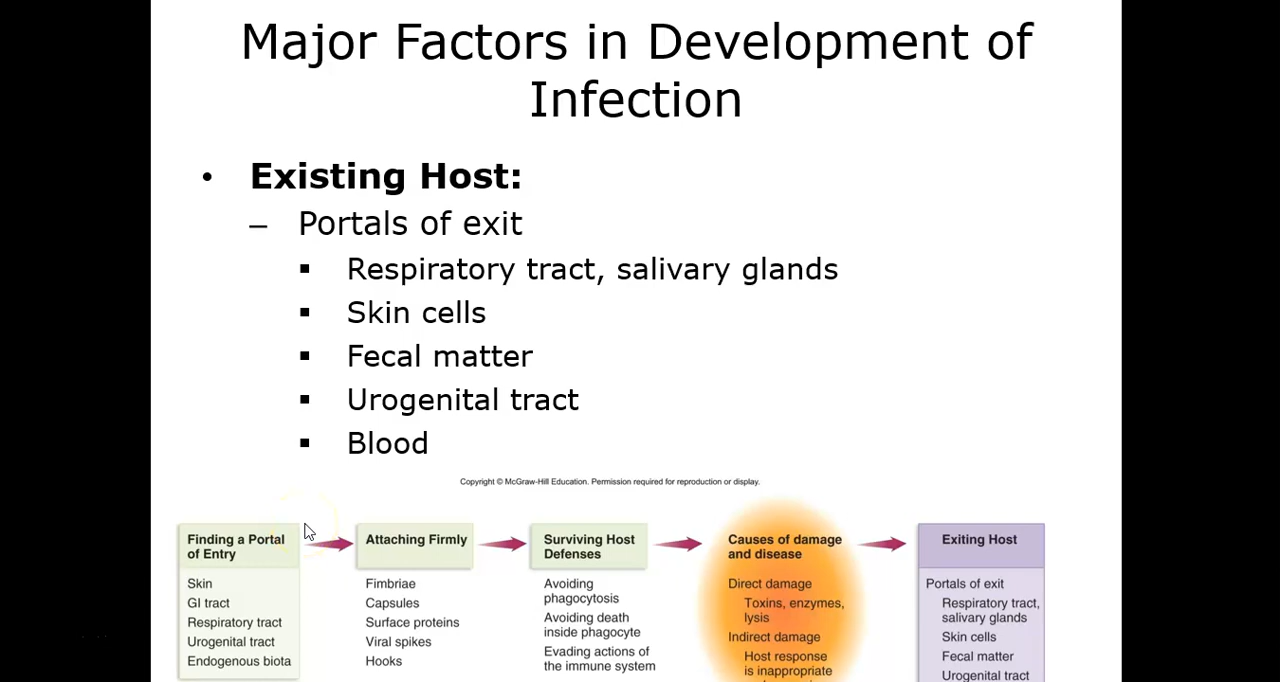 Major Factors in Development of
Infection
• Existing Host:
– Portals of exit
▪ Respiratory tract, salivary glands
▪ Skin cells
▪ Fecal matter
▪ Urogenital tract
▪ Blood
Copyright © McGraw-Hill Education. Permission required for reproduction or display.
Finding a Portal
of Entry
Skin
GI tract
Respiratory tract
Urogenital tract
Endogenous biota
Attaching Firmly
Fimbriae
Capsules
Surface proteins
Viral spikes
Hooks
Surviving Host
Defenses
Avoiding
phagocytosis
Avoiding death
inside phagocyte
Evading actions of
the immune system
Causes of damage
and disease
Direct damage
Toxins, enzymes,
lysis
Indirect damage
Host response
is inappropriate
Exiting Host
Portals of exit
Respiratory tract,
salivary glands
Skin cells
Fecal matter
Urogenital tract